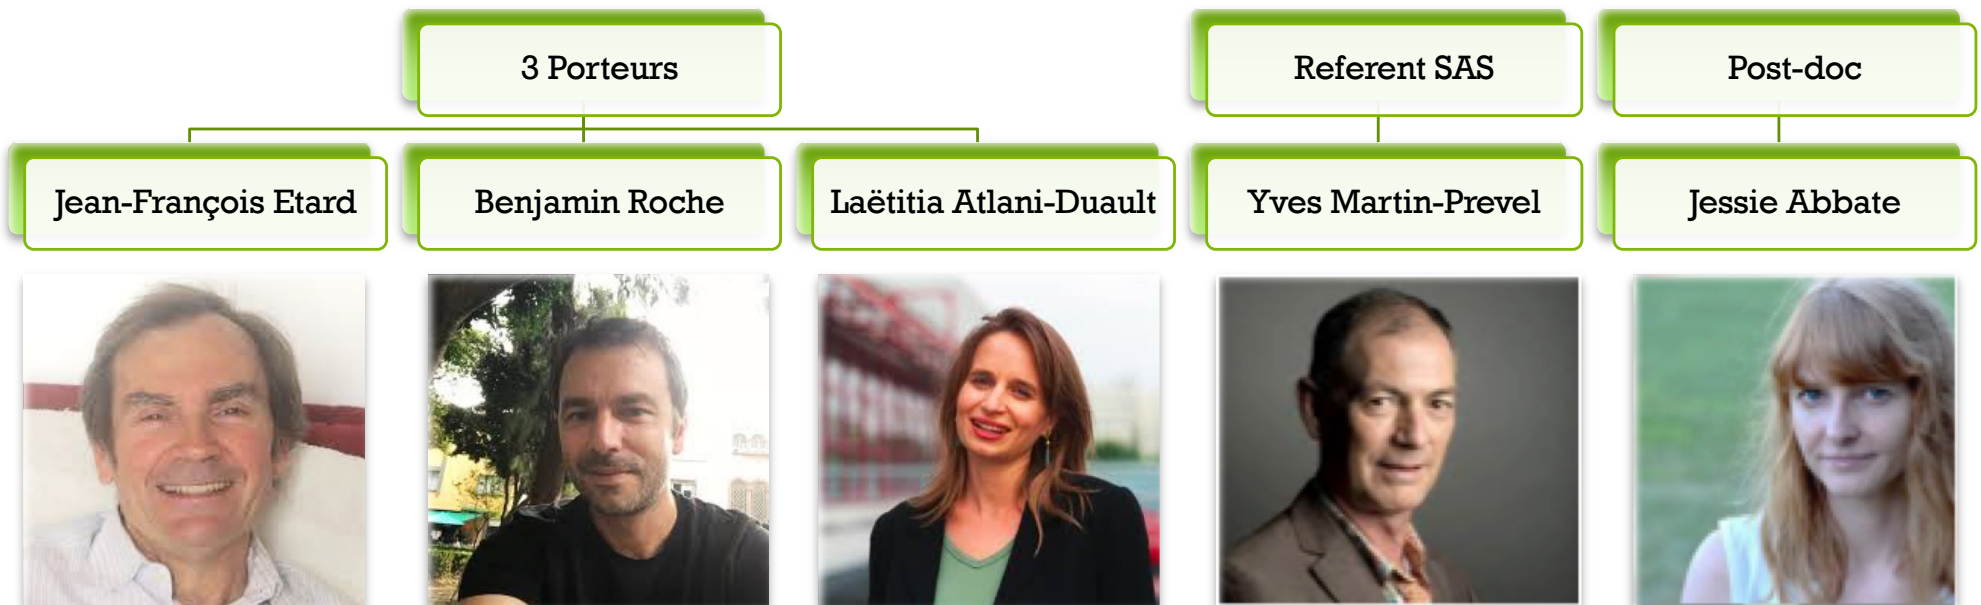 3 Porteurs
Referent SAS
Post-doc
Jean-François Etard
Benjamin Roche
Laëtitia Atlani-Duault
Yves Martin-Prevel
Jessie Abbate